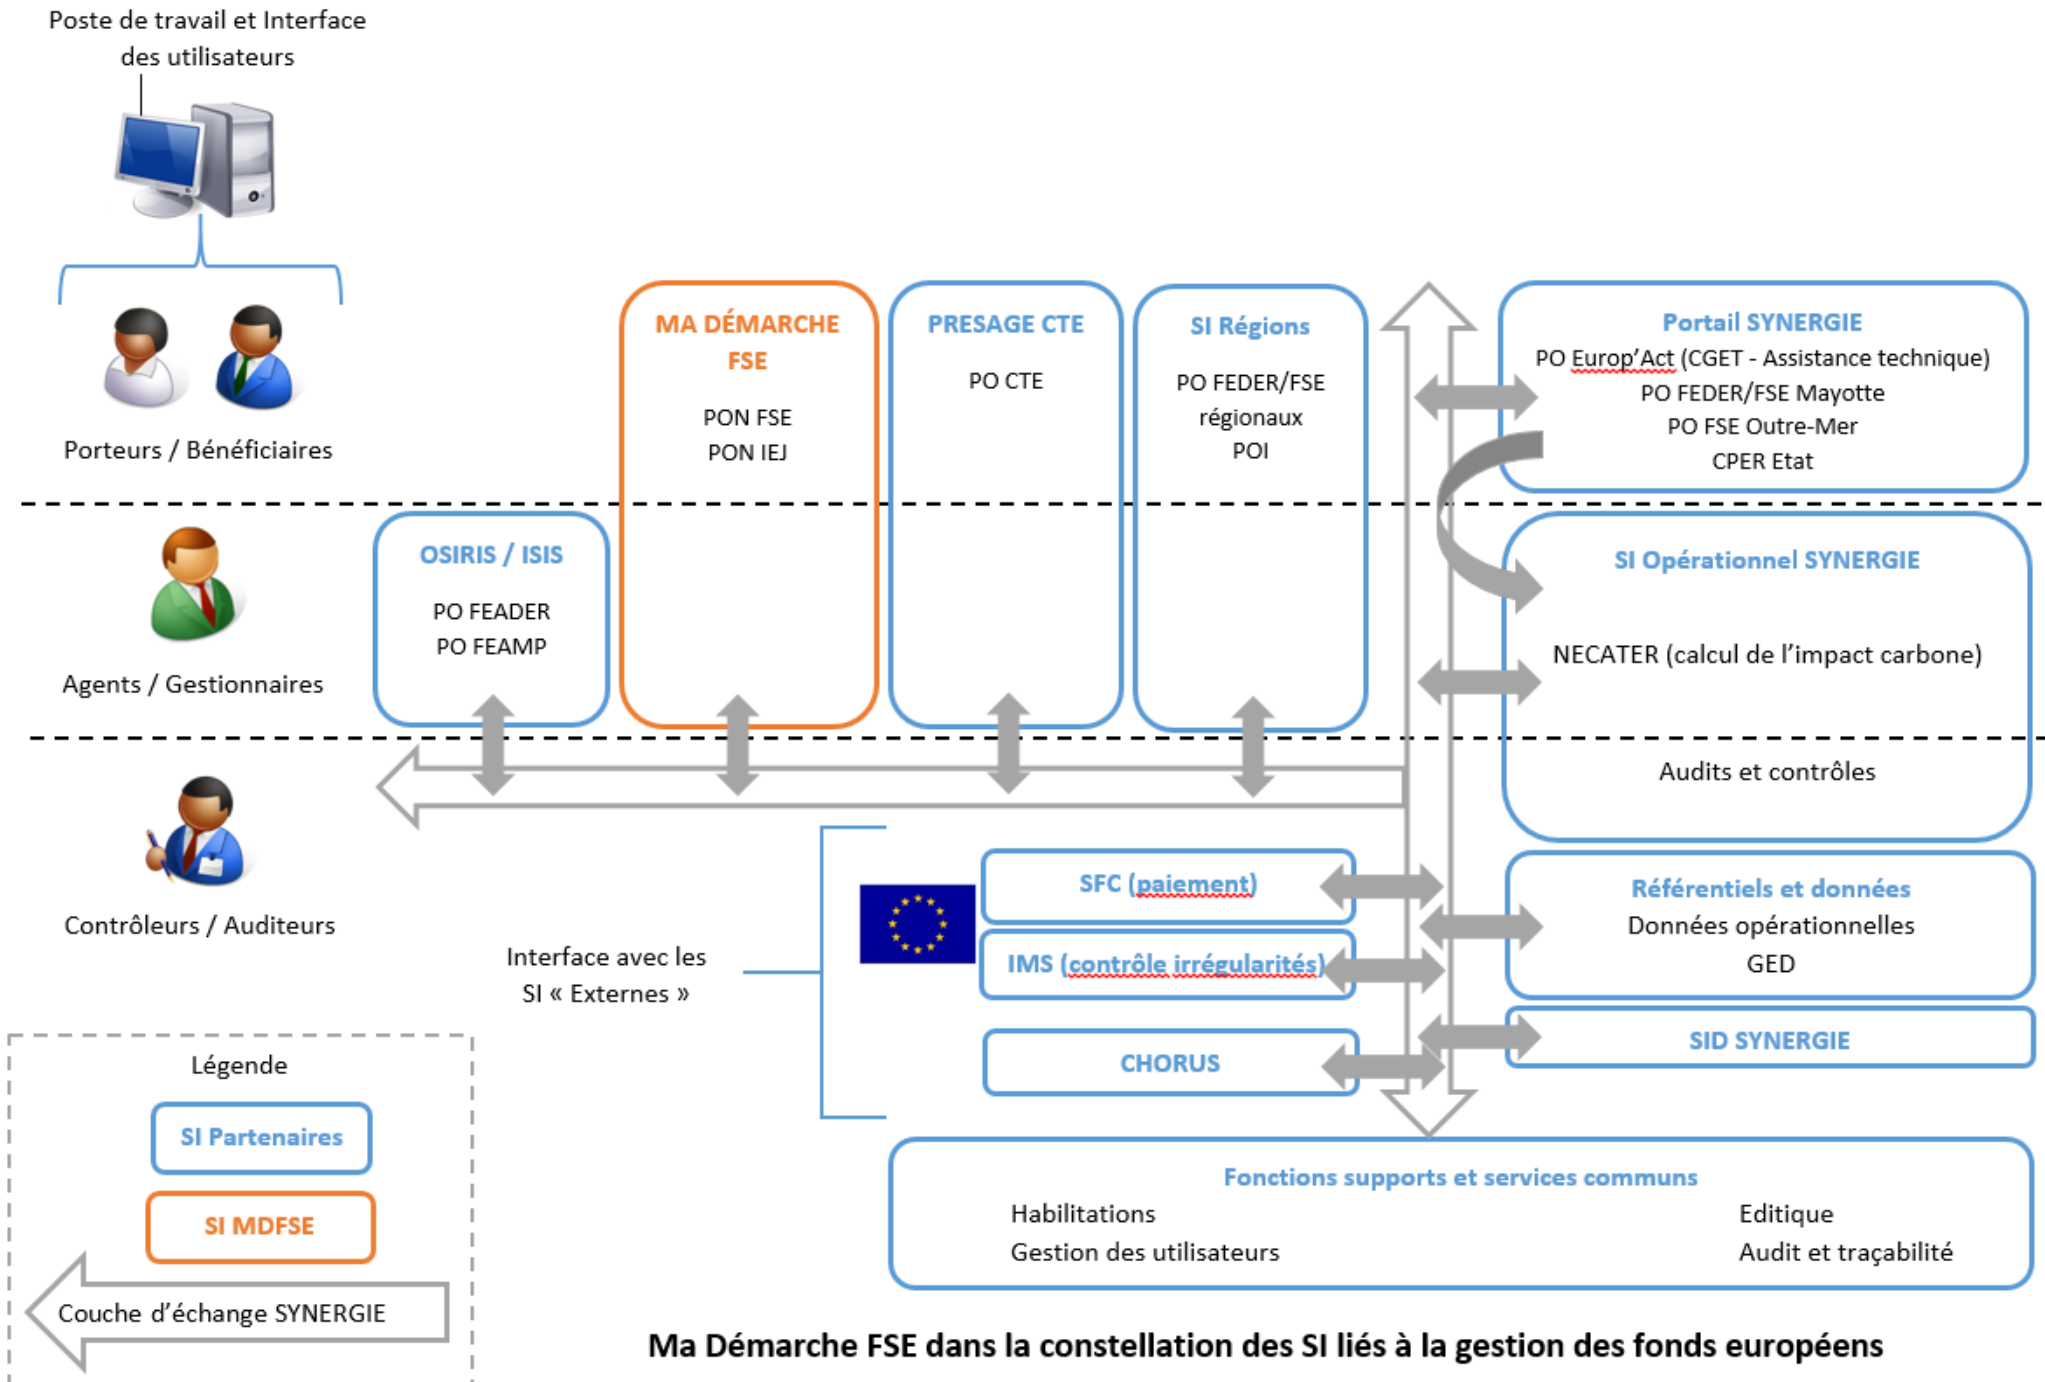 Poste de travail et Interface
des utilisateurs
Porteurs / Bénéficiaires
MA DÉMARCHE
FSE
PON FSE
PON IEJ
PRESAGE CTE
PO CTE
SI Régions
PO FEDER/FSE
régionaux
POI
Portail SYNERGIE
PO Europ’Act (CGET - Assistance technique)
PO FEDER/FSE Mayotte
PO FSE Outre-Mer
CPER Etat
Agents / Gestionnaires
OSIRIS / ISIS
PO FEADER
PO FEAMP
SI Opérationnel SYNERGIE
NECATER (calcul de l’impact carbone)
Audits et contrôles
Contrôleurs / Auditeurs
Interface avec les
SI « Externes »
SFC (paiement)
IMS (contrôle irrégularités)
CHORUS
Référentiels et données
Données opérationnelles
GED
SID SYNERGIE
Fonctions supports et services communs
Habilitations
Gestion des utilisateurs
Editique
Audit et traçabilité
Légende
SI Partenaires
SI MDFSE
Couche d’échange SYNERGIE
Ma Démarche FSE dans la constellation des SI liés à la gestion des fonds européens